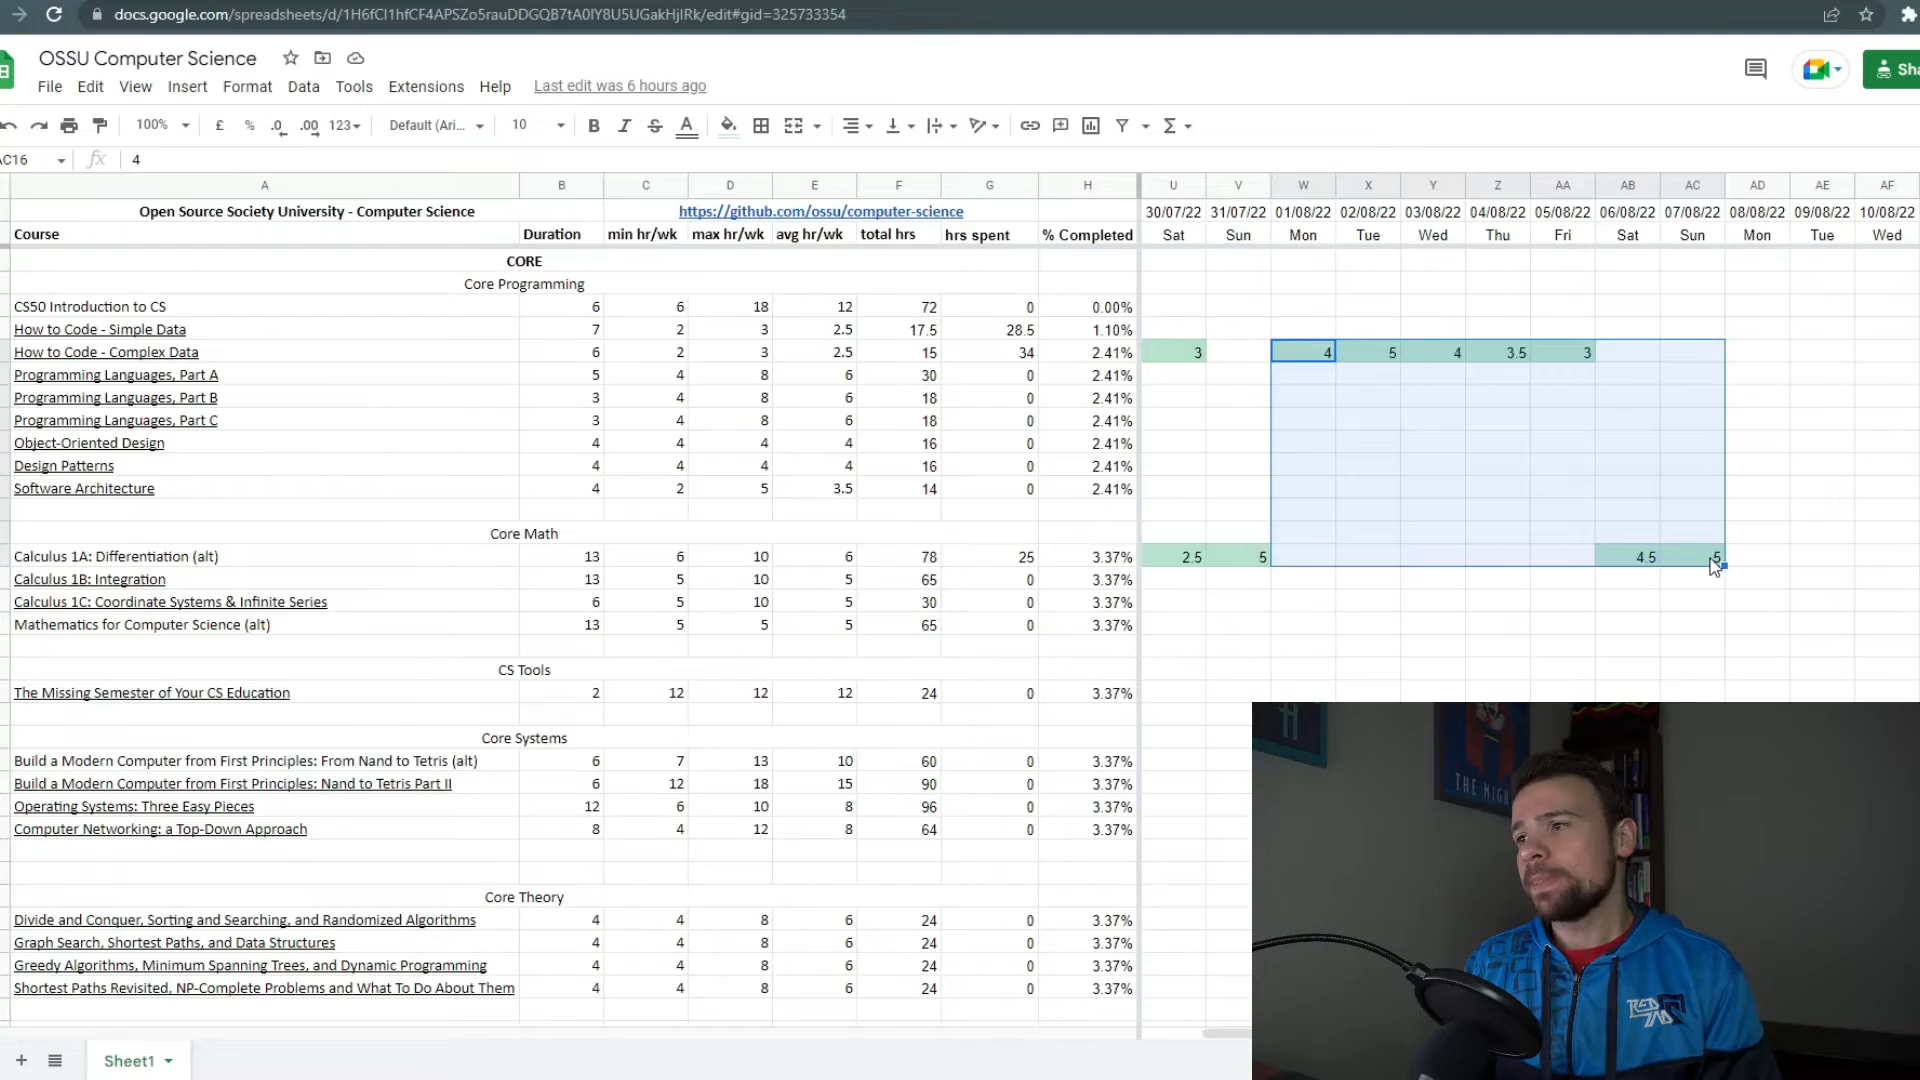 docs.google.com/spreadsheets/d/1H6fCl1hfCF4APSZo5rauDDGQB7tA0lY8U5UGakHjlRk/edit#gid=325733354
OSSU Computer Science
File Edit View Insert Format Data Tools Extensions Help Last edit was 6 hours ago
100% £ % .0 .00 123 Default (Ari... 10
AC16 fx 4
A B C D E F G H U V W X Y Z AA AB AC AD AE AF
Open Source Society University - Computer Science https://github.com/ossu/computer-science 30/07/22 31/07/22 01/08/22 02/08/22 03/08/22 04/08/22 05/08/22 06/08/22 07/08/22 08/08/22 09/08/22 10/08/22
Course Duration min hr/wk max hr/wk avg hr/wk total hrs hrs spent % Completed Sat Sun Mon Tue Wed Thu Fri Sat Sun Mon Tue Wed
CORE
Core Programming
CS50 Introduction to CS 6 6 18 12 72 0 0.00%
How to Code - Simple Data 7 2 3 2.5 17.5 28.5 1.10%
How to Code - Complex Data 6 2 3 2.5 15 34 2.41% 3 4 5 4 3.5 3
Programming Languages, Part A 5 4 8 6 30 0 2.41%
Programming Languages, Part B 3 4 8 6 18 0 2.41%
Programming Languages, Part C 3 4 8 6 18 0 2.41%
Object-Oriented Design 4 4 4 4 16 0 2.41%
Design Patterns 4 4 4 4 16 0 2.41%
Software Architecture 4 2 5 3.5 14 0 2.41%
Core Math
Calculus 1A: Differentiation (alt) 13 6 10 6 78 25 3.37% 2.5 5 4.5 5
Calculus 1B: Integration 13 5 10 5 65 0 3.37%
Calculus 1C: Coordinate Systems & Infinite Series 6 5 10 5 30 0 3.37%
Mathematics for Computer Science (alt) 13 5 5 5 65 0 3.37%
CS Tools
The Missing Semester of Your CS Education 2 12 12 12 24 0 3.37%
Core Systems
Build a Modern Computer from First Principles: From Nand to Tetris (alt) 6 7 13 10 60 0 3.37%
Build a Modern Computer from First Principles: Nand to Tetris Part II 6 12 18 15 90 0 3.37%
Operating Systems: Three Easy Pieces 12 6 10 8 96 0 3.37%
Computer Networking: a Top-Down Approach 8 4 12 8 64 0 3.37%
Core Theory
Divide and Conquer, Sorting and Searching, and Randomized Algorithms 4 4 8 6 24 0 3.37%
Graph Search, Shortest Paths, and Data Structures 4 4 8 6 24 0 3.37%
Greedy Algorithms, Minimum Spanning Trees, and Dynamic Programming 4 4 8 6 24 0 3.37%
Shortest Paths Revisited, NP-Complete Problems and What To Do About Them 4 4 8 6 24 0 3.37%
Sheet1
THE